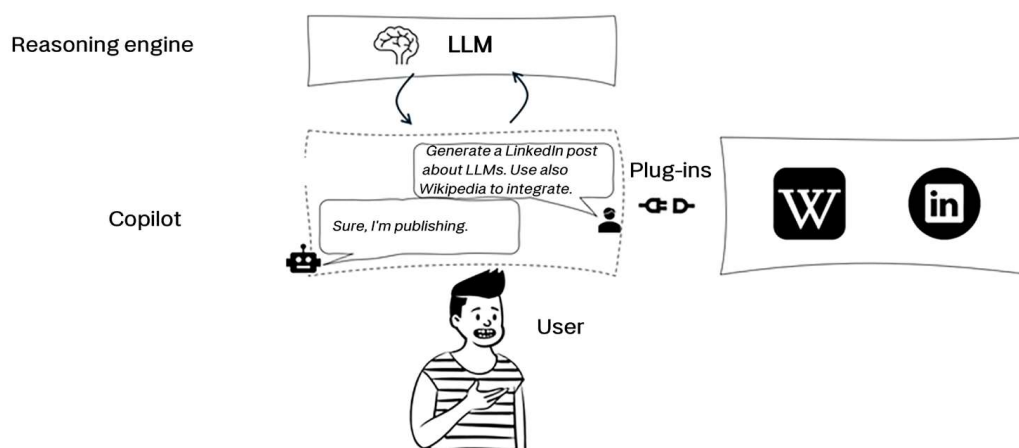 Reasoning engine
LLM
Generate a LinkedIn post
about LLMs. Use also
Wikipedia to integrate.
Plug-ins
W
in
Copilot
Sure, I'm publishing.
User